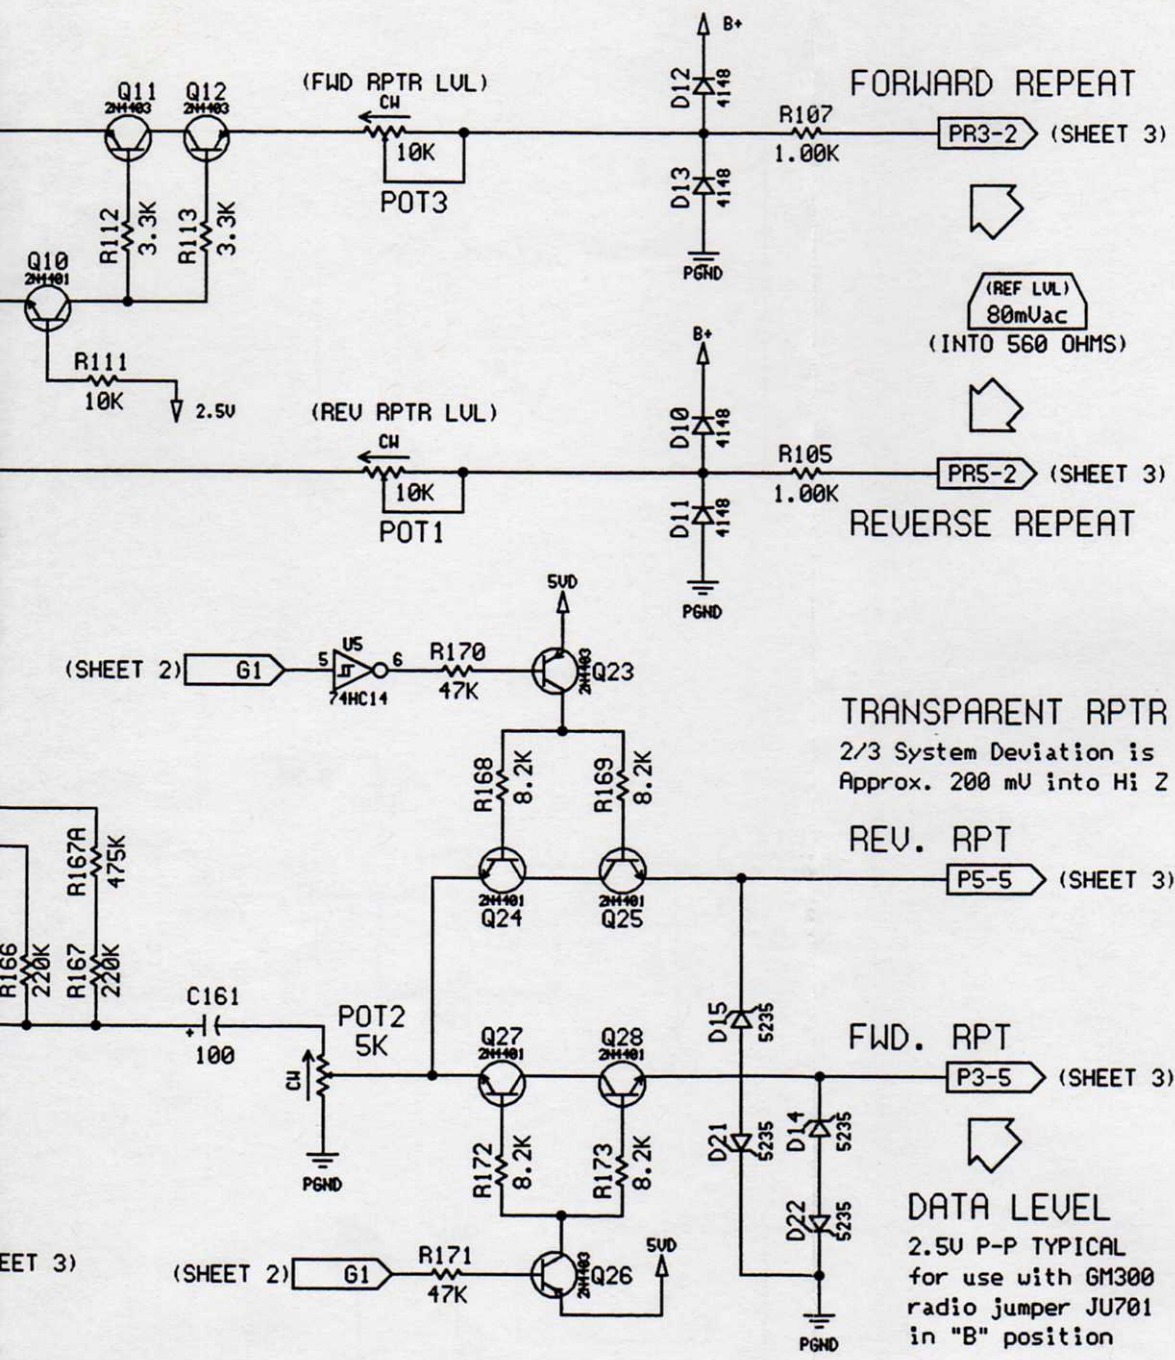 B+
Q11
2N4403
Q12
2N4403
(FWD RPTR LVL)
CW
10K
POT3
D12
4148
R107
1.00K
FORWARD REPEAT
PR3-2
(SHEET 3)
D13
4148
PGND
R112
3.3K
R113
3.3K
Q10
2N4401
R111
10K
2.5V
(REF LVL)
80mVac
(INTO 560 OHMS)
B+
(REV RPTR LVL)
CW
10K
POT1
D10
4148
R105
1.00K
PR5-2
(SHEET 3)
REVERSE REPEAT
D11
4148
PGND
5VD
(SHEET 2)
G1
5
U5
6
74HC14
R170
47K
Q23
2N4403
R168
8.2K
R169
8.2K
TRANSPARENT RPTR
2/3 System Deviation is
Approx. 200 mV into Hi Z
REV. RPT
P5-5
(SHEET 3)
2N4401
Q24
2N4401
Q25
R167A
475K
R166
220K
R167
220K
C161
+
100
POT2
5K
CW
PGND
Q27
2N4401
Q28
2N4401
D15
5235
FWD. RPT
P3-5
(SHEET 3)
D21
5235
D14
5235
R172
8.2K
R173
8.2K
D22
5235
DATA LEVEL
2.5V P-P TYPICAL
for use with GM300
radio jumper JU701
in "B" position
EET 3)
(SHEET 2)
G1
R171
47K
Q26
2N4403
5VD
PGND